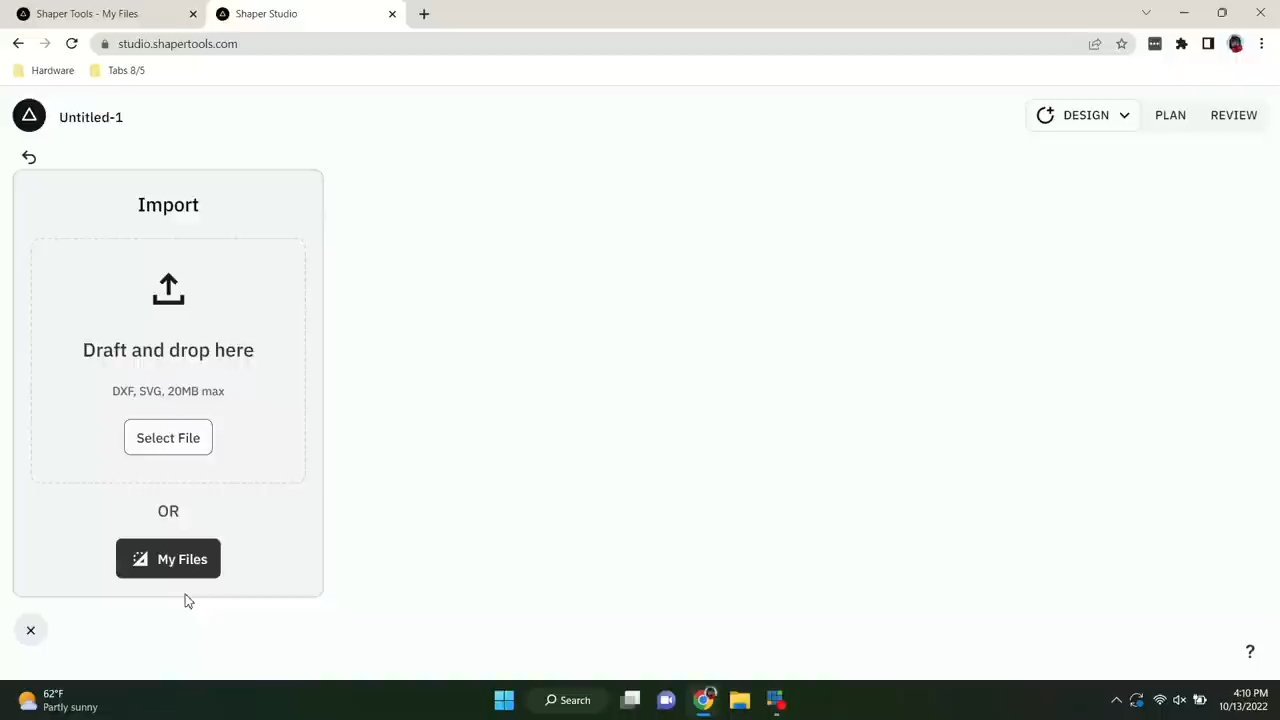 Shaper Tools - My Files
Shaper Studio
studio.shapertools.com
Hardware
Tabs 8/5
Untitled-1
DESIGN
PLAN
REVIEW
Import
Draft and drop here
DXF, SVG, 20MB max
Select File
OR
My Files
?
62°F
Partly sunny
Search
4:10 PM
10/13/2022